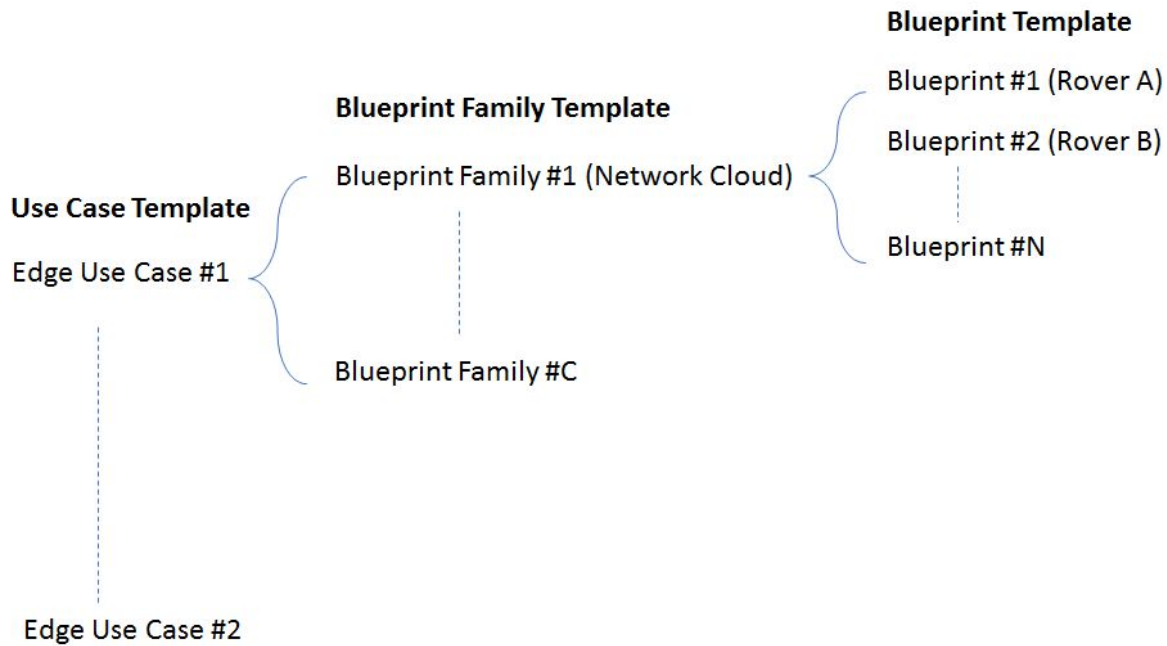 Blueprint Template
Blueprint #1 (Rover A)
Blueprint Family Template
Blueprint #2 (Rover B)
Blueprint Family #1 (Network Cloud)
Use Case Template
Blueprint #N
Edge Use Case #1
Blueprint Family #C
Edge Use Case #2